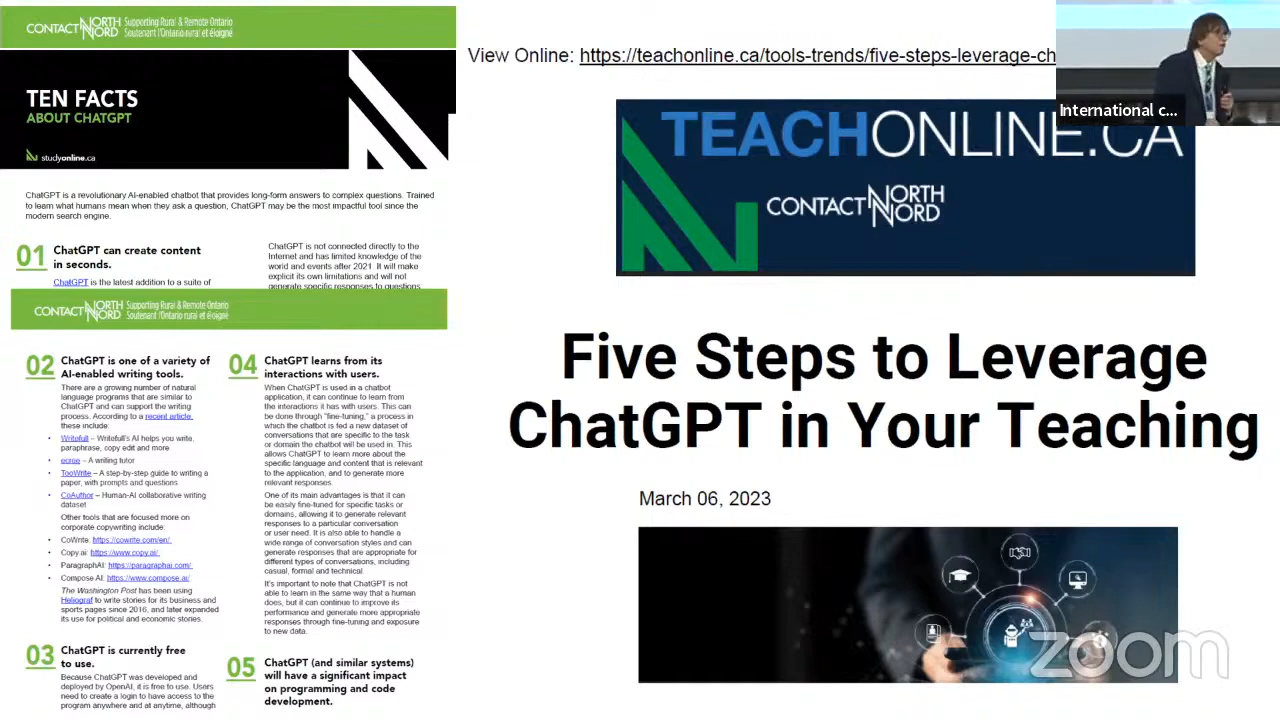 CONTACT NORTH NORD Supporting Rural & Remote Ontario
Soutenant l'Ontario rural et éloigné
TEN FACTS
ABOUT CHATGPT
studyonline.ca
ChatGPT is a revolutionary AI-enabled chatbot that provides long-form answers to complex questions. Trained
to learn what humans mean when they ask a question, ChatGPT may be the most impactful tool since the
modern search engine.
01 ChatGPT can create content
in seconds.
ChatGPT is the latest addition to a suite of
ChatGPT is not connected directly to the
Internet and has limited knowledge of the
world and events after 2021. It will make
explicit its own limitations and will not
generate specific responses to questions
CONTACT NORTH NORD Supporting Rural & Remote Ontario
Soutenant l'Ontario rural et éloigné
02 ChatGPT is one of a variety of
AI-enabled writing tools.
There are a growing number of natural
language programs that are similar to
ChatGPT and can support the writing
process. According to a recent article,
these include:
• Writefull – Writefull's AI helps you write,
paraphrase, copy edit and more
• ecree – A writing tutor
• TooWrite – A step-by-step guide to writing a
paper, with prompts and questions
• CoAuthor – Human-AI collaborative writing
dataset
Other tools that are focused more on
corporate copywriting include:
• CoWrite: https://cowrite.com/en/
• Copy.ai: https://www.copy.ai/
• ParagraphAI: https://paragraphai.com/
• Compose AI: https://www.compose.ai/
The Washington Post has been using
Heliograf to write stories for its business and
sports pages since 2016, and later expanded
its use for political and economic stories.
03 ChatGPT is currently free
to use.
Because ChatGPT was developed and
deployed by OpenAI, it is free to use. Users
need to create a login to have access to the
program anywhere and at anytime, although
04 ChatGPT learns from its
interactions with users.
When ChatGPT is used in a chatbot
application, it can continue to learn from
the interactions it has with users. This can
be done through "fine-tuning," a process in
which the chatbot is fed a new dataset of
conversations that are specific to the task
or domain the chatbot will be used in. This
allows ChatGPT to learn more about the
specific language and content that is relevant
to the application, and to generate more
relevant responses.
One of its main advantages is that it can
be easily fine-tuned for specific tasks or
domains, allowing it to generate relevant
responses to a particular conversation
or user need. It is also able to handle a
wide range of conversation styles and can
generate responses that are appropriate for
different types of conversations, including
casual, formal and technical.
It's important to note that ChatGPT is not
able to learn in the same way that a human
does, but it can continue to improve its
performance and generate more appropriate
responses through fine-tuning and exposure
to new data.
05 ChatGPT (and similar systems)
will have a significant impact
on programming and code
development.
View Online: https://teachonline.ca/tools-trends/five-steps-leverage-ch
International c...
TEACHONLINE.CA
CONTACT NORTH NORD
Five Steps to Leverage
ChatGPT in Your Teaching
March 06, 2023
zoom